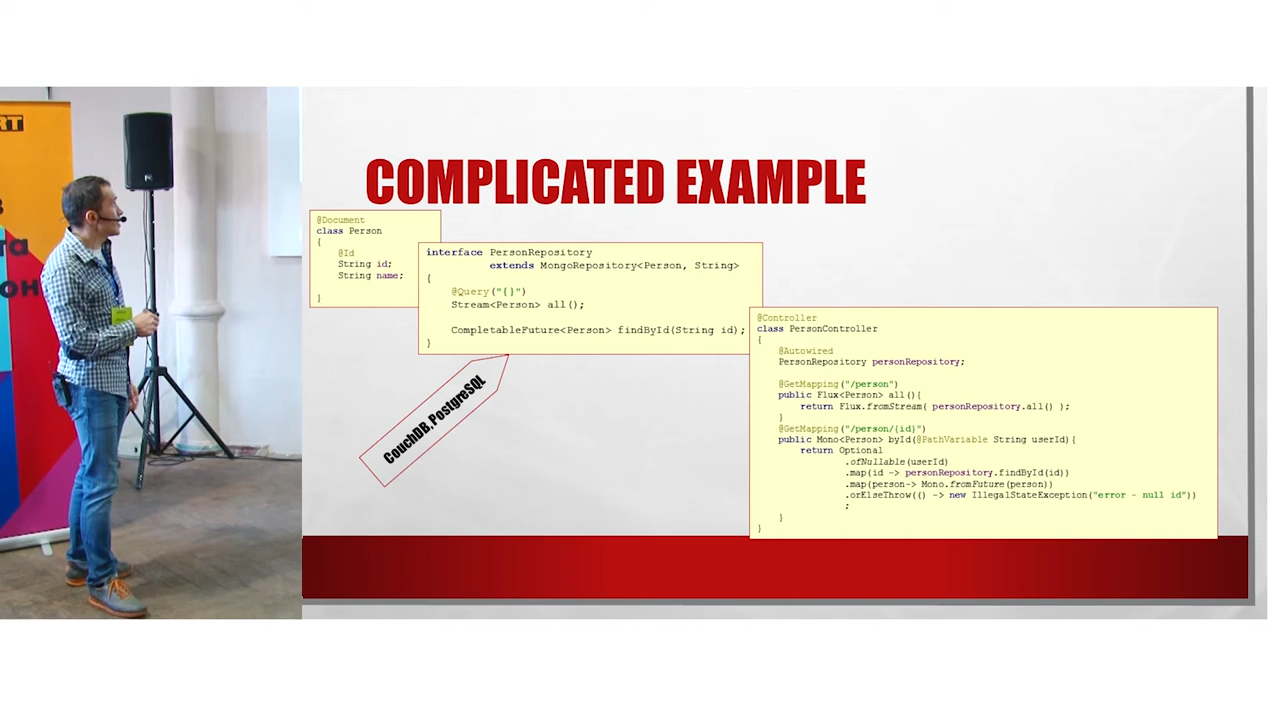 RT
в
та
он
COMPLICATED EXAMPLE
@Document
class Person
{
@Id
String id;
String name;
}
interface PersonRepository
extends MongoRepository<Person, String>
{
@Query("{}")
Stream<Person> all();
CompletableFuture<Person> findById(String id);
}
CouchDB,PostgreSQL
@Controller
class PersonController
{
@Autowired
PersonRepository personRepository;
@GetMapping("/person")
public Flux<Person> all(){
return Flux.fromStream( personRepository.all() );
}
@GetMapping("/person/{id}")
public Mono<Person> byId(@PathVariable String userId){
return Optional
.ofNullable(userId)
.map(id -> personRepository.findById(id))
.map(person-> Mono.fromFuture(person))
.orElseThrow(() -> new IllegalStateException("error - null id"))
;
}
}